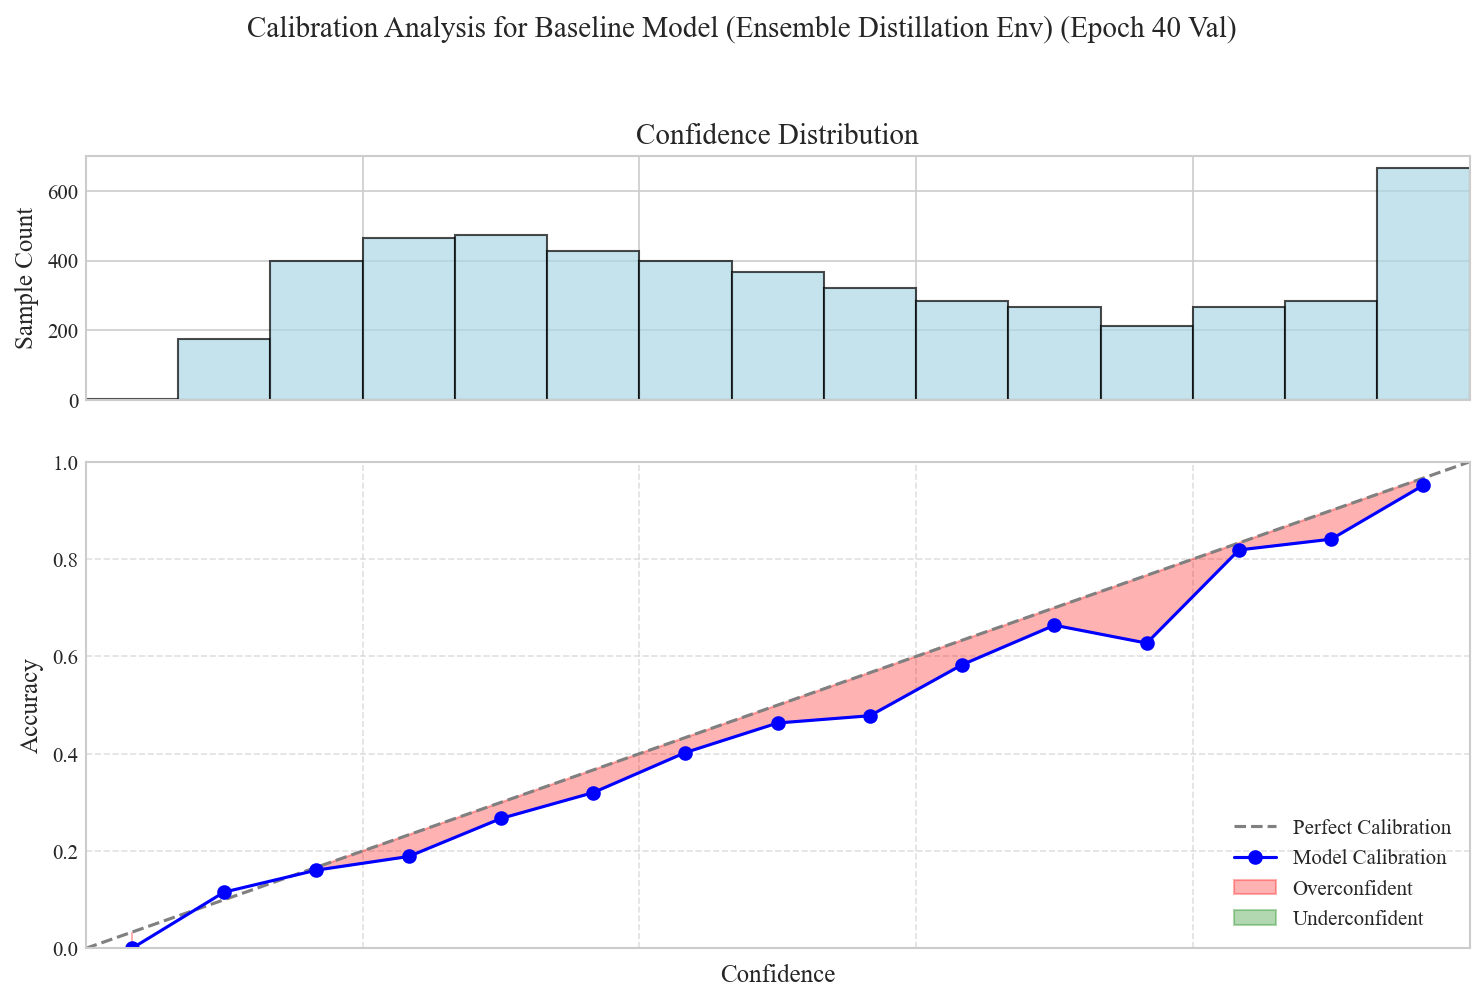 Calibration Analysis for Baseline Model (Ensemble Distillation Env) (Epoch 40 Val)
Confidence Distribution
Sample Count
600
400
200
0
Accuracy
1.0
0.8
0.6
0.4
0.2
0.0
Perfect Calibration
Model Calibration
Overconfident
Underconfident
Confidence